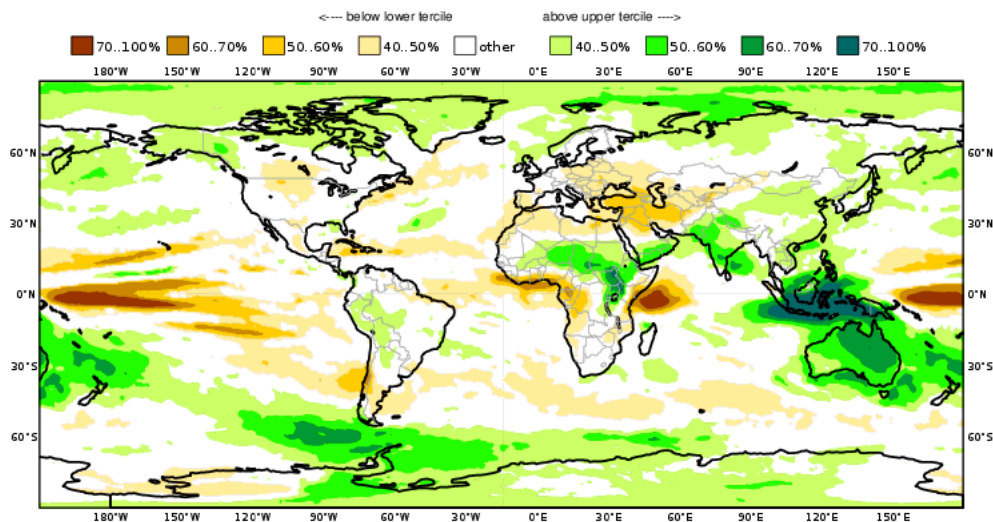 <---- below lower tercile above upper tercile ---->
70..100% 60..70% 50..60% 40..50% other 40..50% 50..60% 60..70% 70..100%
180°W 150°W 120°W 90°W 60°W 30°W 0°E 30°E 60°E 90°E 120°E 150°E
60°N 60°N
30°N 30°N
0°N 0°N
30°S 30°S
60°S 60°S
180°W 150°W 120°W 90°W 60°W 30°W 0°E 30°E 60°E 90°E 120°E 150°E